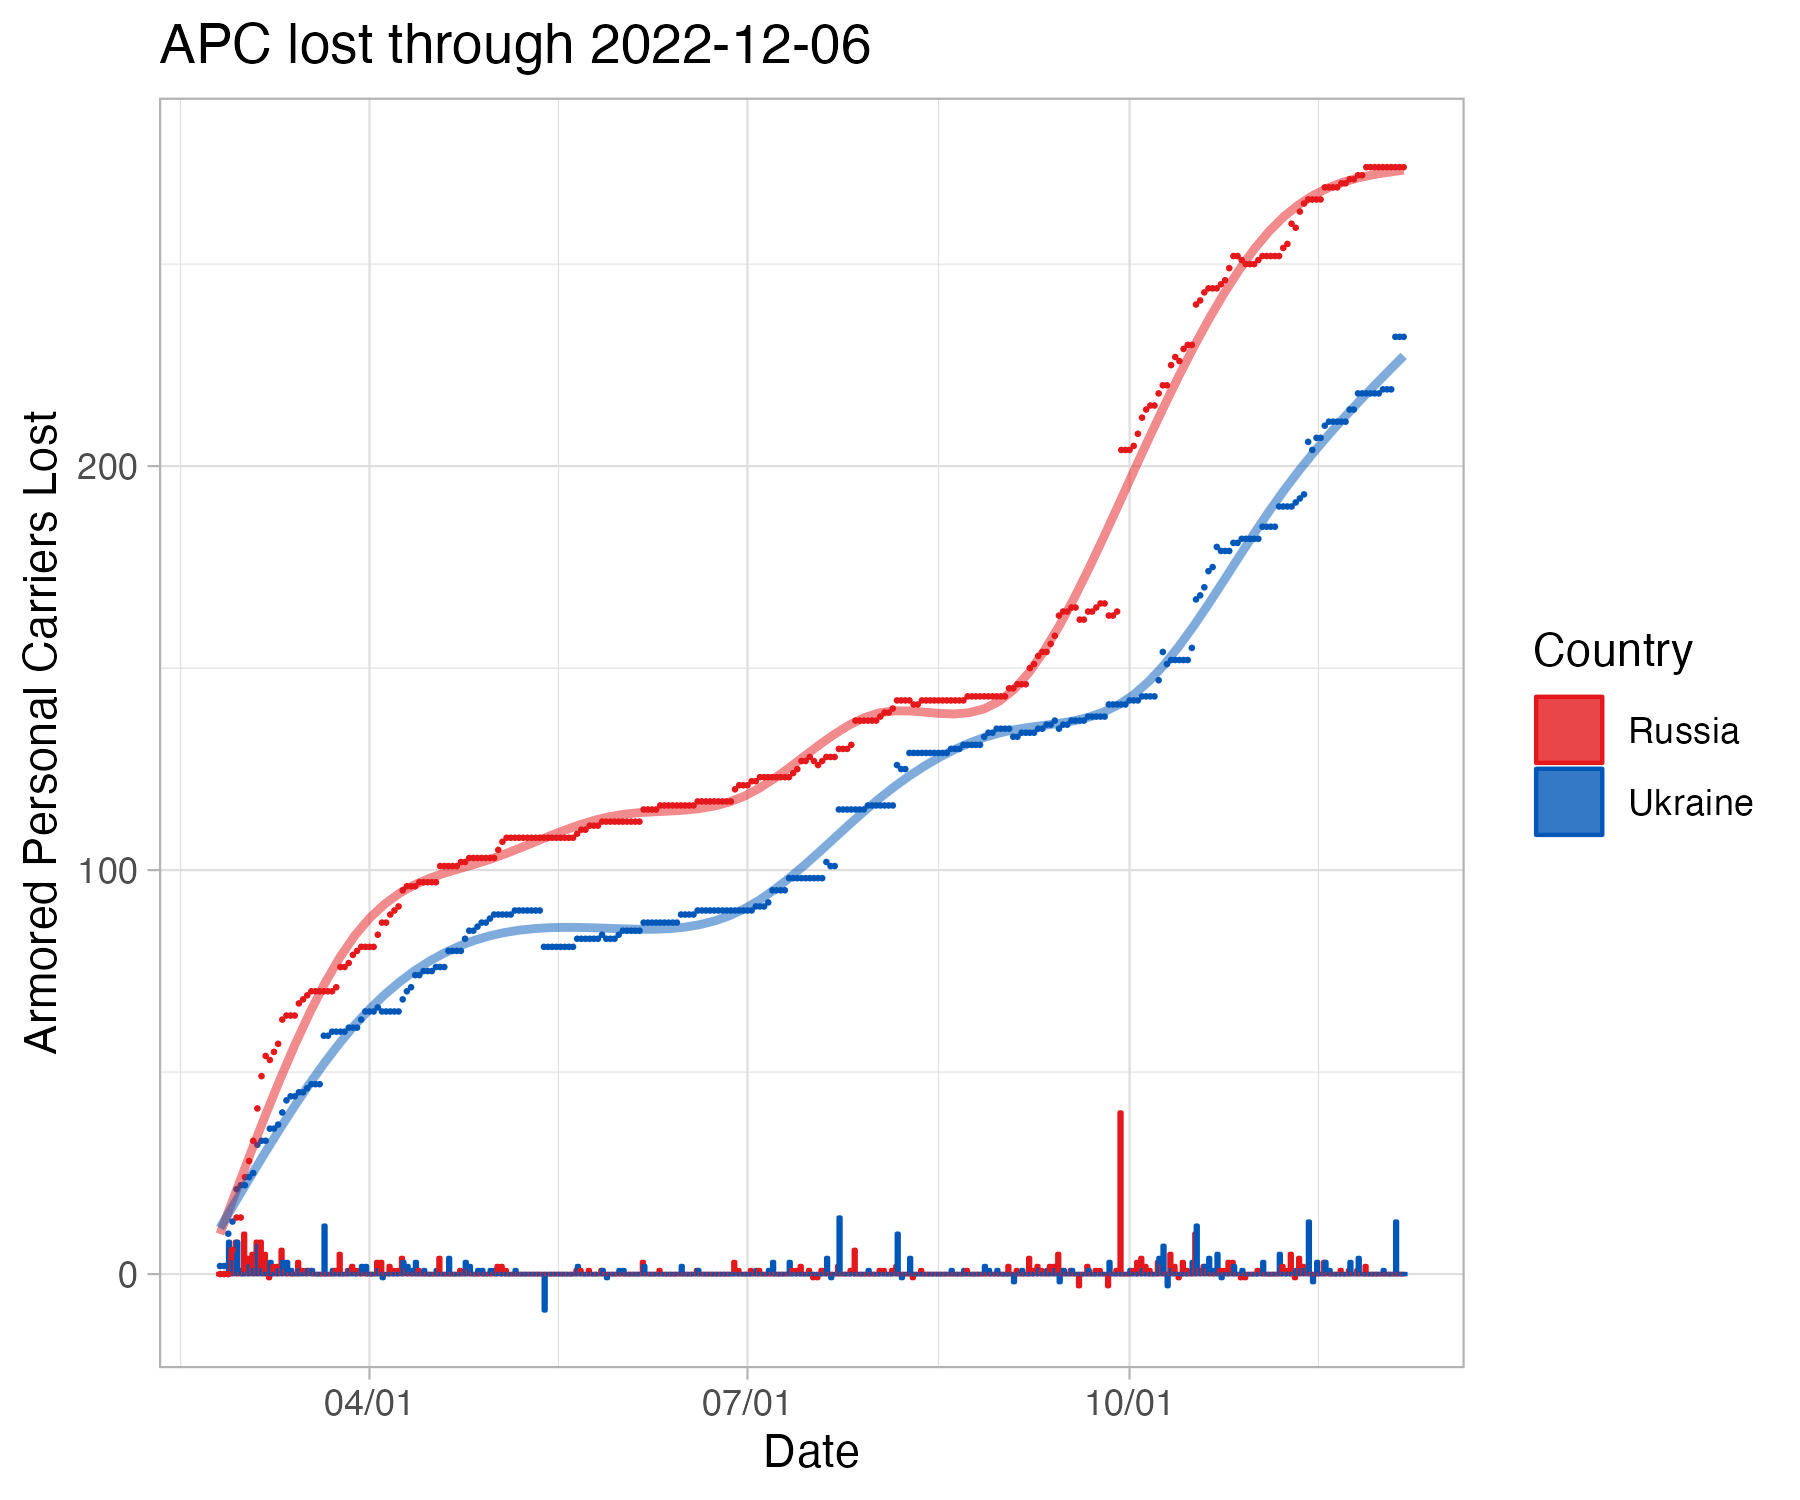 APC lost through 2022-12-06
Armored Personal Carriers Lost
200
100
0
04/01
07/01
10/01
Date
Country
Russia
Ukraine